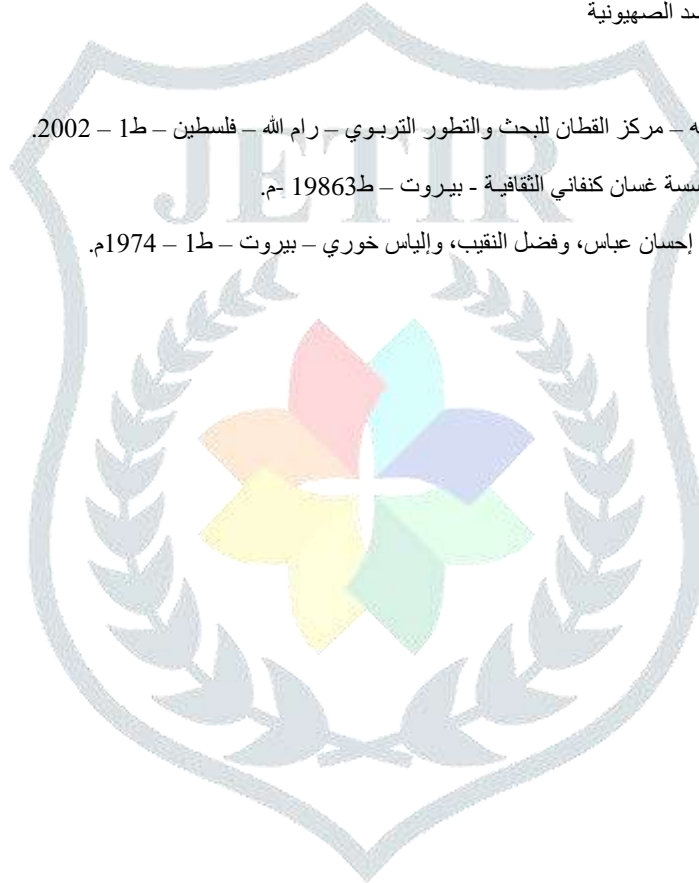 سد الصهيونية
ه – مركز القطان للبحث والتطور التربوي – رام الله – فلسطين – ط1 – 2002.
سسة غسان كنفاني الثقافية - بيروت – ط19863 -م.
إحسان عباس، وفضل النقيب، وإلياس خوري – بيروت – ط1 – 1974م.
JETIR